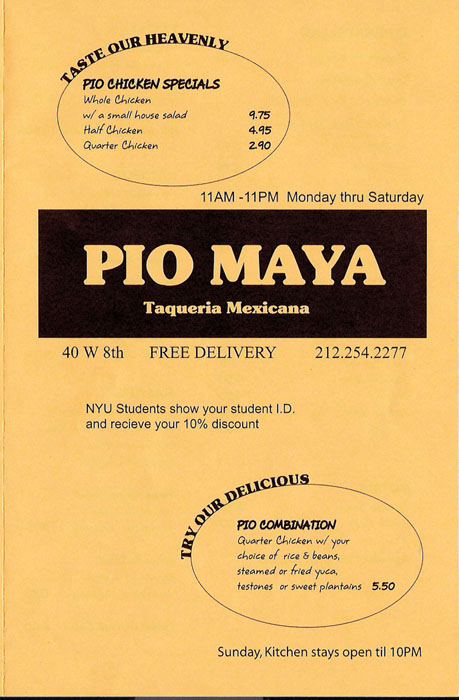 TASTE OUR HEAVENLY
PIO CHICKEN SPECIALS
Whole Chicken
w/ a small house salad 9.75
Half Chicken 4.95
Quarter Chicken 2.90
11AM -11PM Monday thru Saturday
PIO MAYA
Taqueria Mexicana
40 W 8th FREE DELIVERY 212.254.2277
NYU Students show your student I.D.
and recieve your 10% discount
TRY OUR DELICIOUS
PIO COMBINATION
Quarter Chicken w/ your
choice of rice & beans,
steamed or fried yuca,
testones or sweet plantains 5.50
Sunday, Kitchen stays open til 10PM